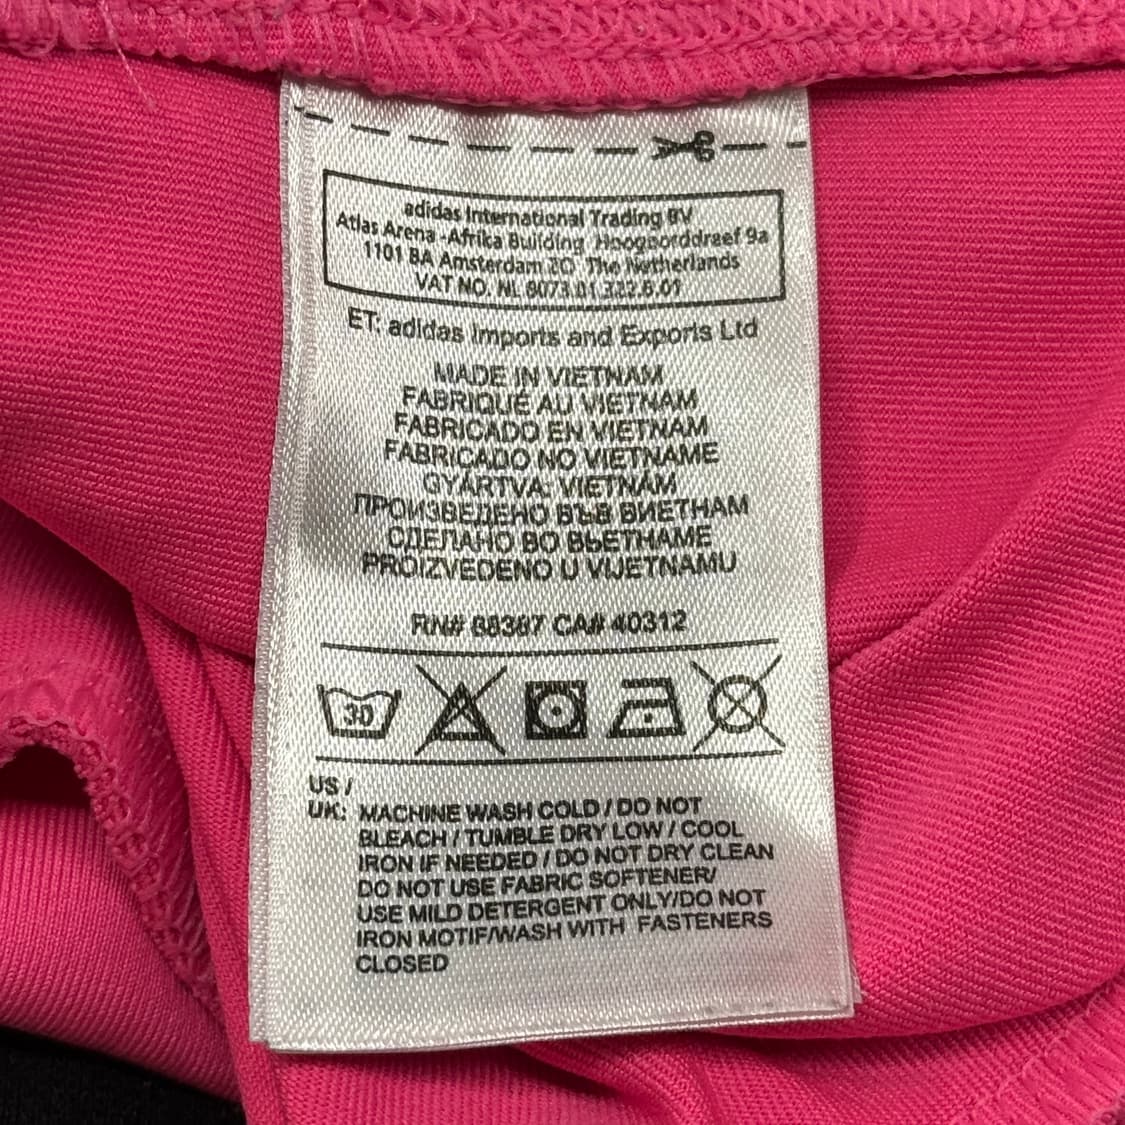 adidas International Trading BV
Atlas Arena -Afrika Building Hoogoorddreef 9a
1101 BA Amsterdam ZO The Netherlands
VAT NO. NL 8073.01.322.B.01
ET: adidas Imports and Exports Ltd
MADE IN VIETNAM
FABRIQUÉ AU VIETNAM
FABRICADO EN VIETNAM
FABRICADO NO VIETNAME
GYÁRTVA: VIETNÁM
ПРОИЗВЕДЕНО ВЪВ ВИЕТНАМ
СДЕЛАНО ВО ВЬЕТНАМЕ
PROIZVEDENO U VIJETNAMU
RN# 88387 CA# 40312
30
US /
UK: MACHINE WASH COLD / DO NOT
BLEACH / TUMBLE DRY LOW / COOL
IRON IF NEEDED / DO NOT DRY CLEAN
DO NOT USE FABRIC SOFTENER/
USE MILD DETERGENT ONLY/DO NOT
IRON MOTIF/WASH WITH FASTENERS
CLOSED